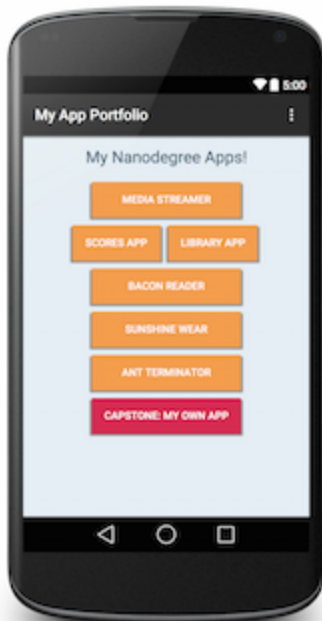 5:00
My App Portfolio
My Nanodegree Apps!
MEDIA STREAMER
SCORES APP LIBRARY APP
BACON READER
SUNSHINE WEAR
ANT TERMINATOR
CAPSTONE: MY OWN APP